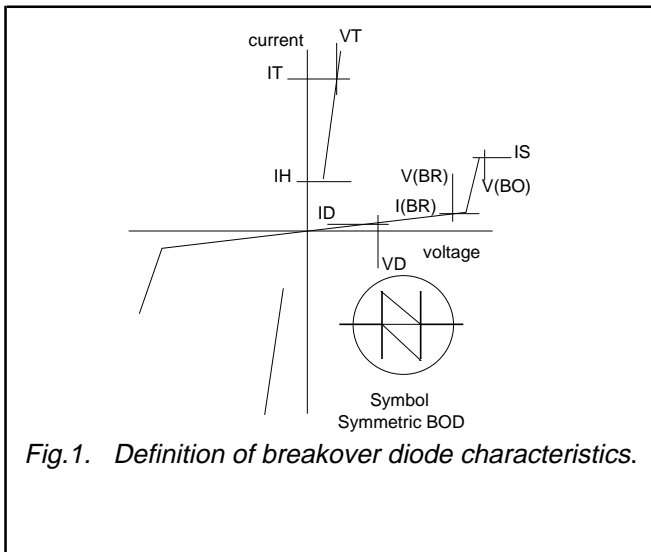 current
VT
IT
IS
V(BR)
V(BO)
IH
I(BR)
ID
voltage
VD
Symbol
Symmetric BOD
Fig.1. Definition of breakover diode characteristics.